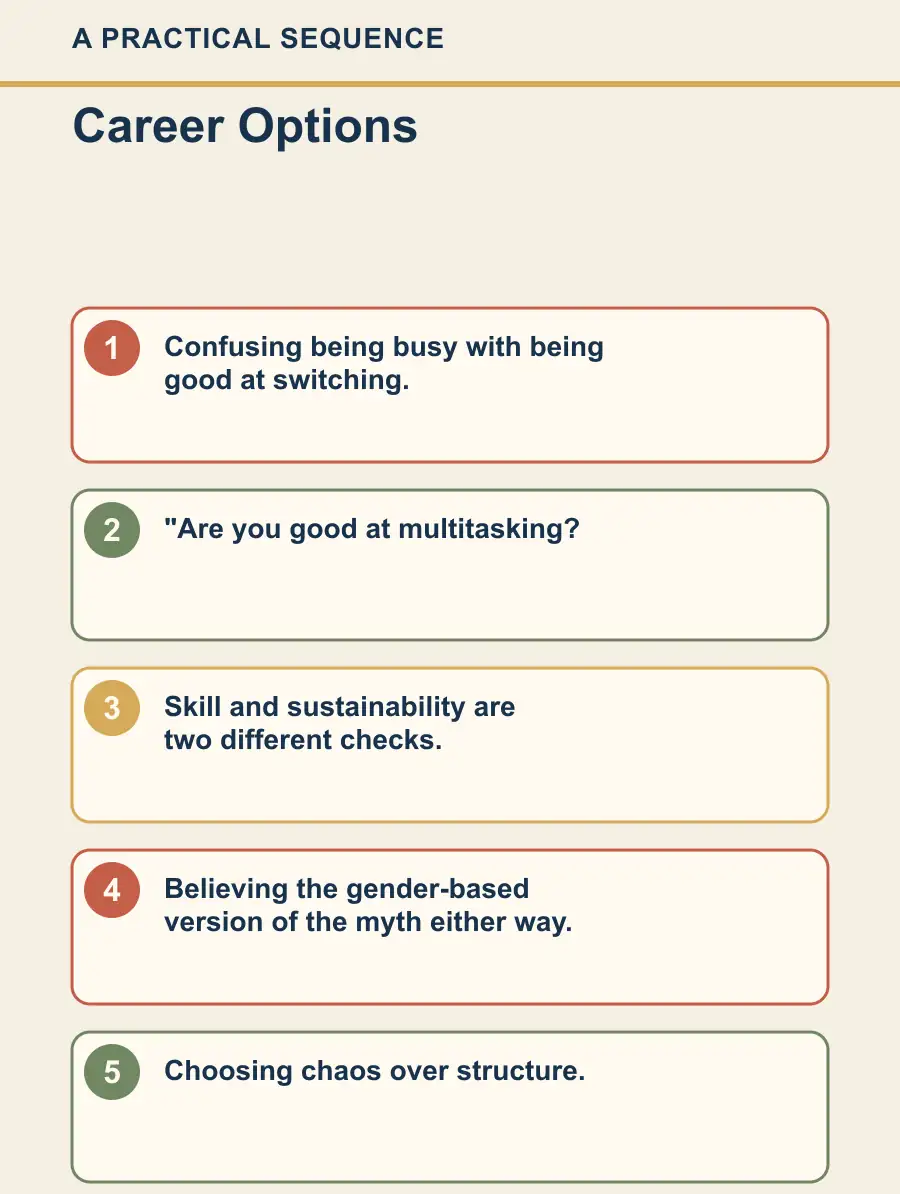 A PRACTICAL SEQUENCE
Career Options
1
Confusing being busy with being
good at switching.
2
"Are you good at multitasking?
3
Skill and sustainability are
two different checks.
4
Believing the gender-based
version of the myth either way.
5
Choosing chaos over structure.